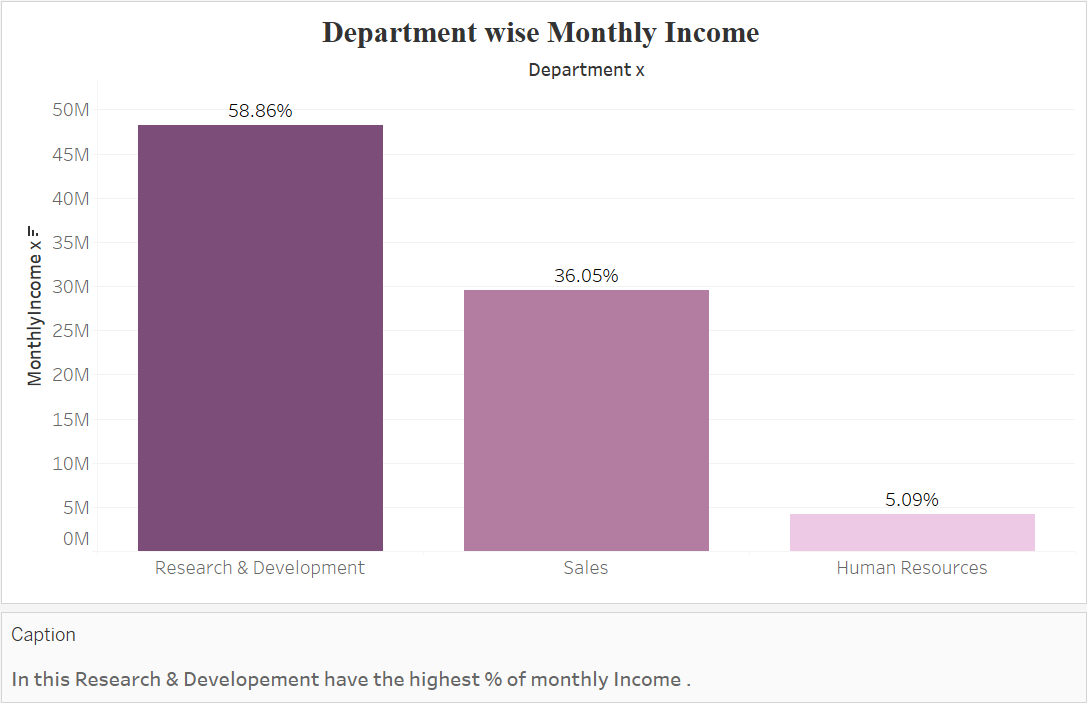 Department wise Monthly Income
Department x
50M
45M
40M
35M
30M
25M
20M
15M
10M
5M
0M
MonthlyIncome x
58.86%
36.05%
5.09%
Research & Development
Sales
Human Resources
Caption
In this Research & Developement have the highest % of monthly Income .